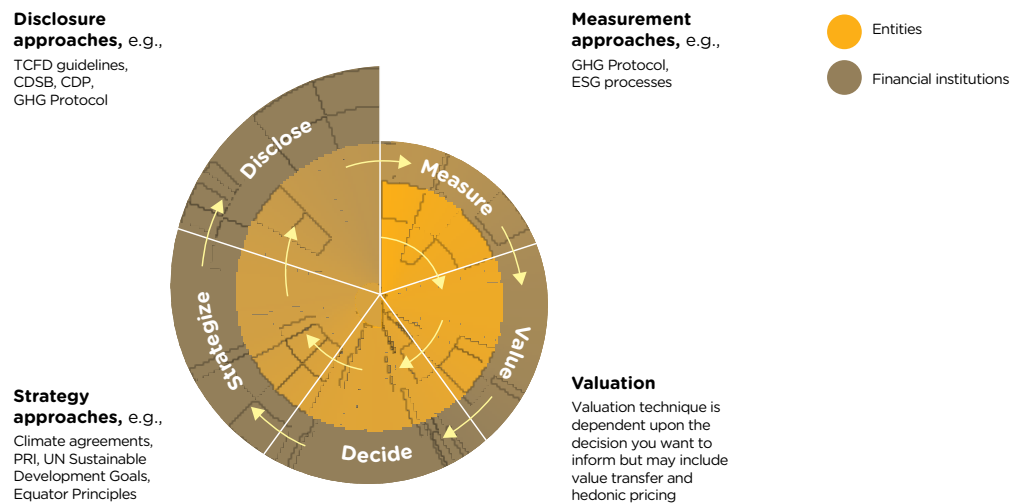 Disclosure
approaches, e.g.,
TCFD guidelines,
CDSB, CDP,
GHG Protocol
Measurement
approaches, e.g.,
GHG Protocol,
ESG processes
Entities
Financial institutions
Disclose
Measure
Value
Decide
Strategize
Strategy
approaches, e.g.,
Climate agreements,
PRI, UN Sustainable
Development Goals,
Equator Principles
Valuation
Valuation technique is
dependent upon the
decision you want to
inform but may include
value transfer and
hedonic pricing